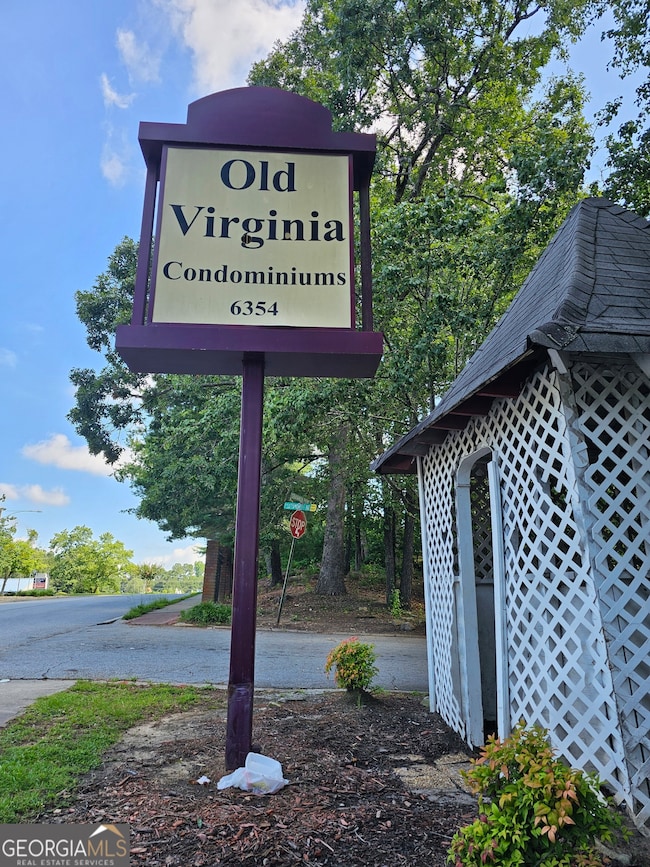 Old
Virginia
Condominiums
6354
STOP
GEORGIAMLS
REAL ESTATE SERVICES